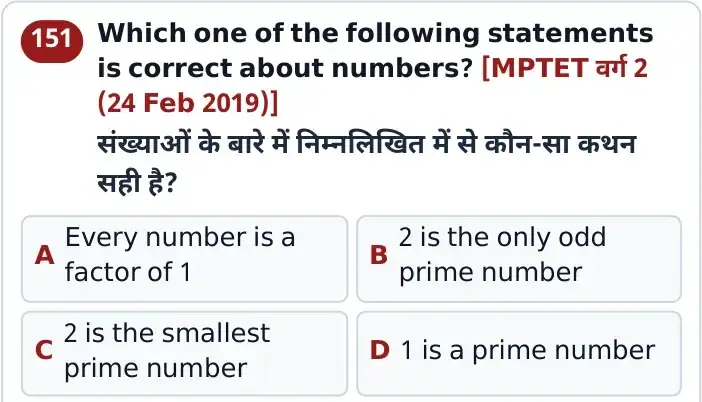 151 Which one of the following statements
is correct about numbers? [MPTET वर्ग 2
(24 Feb 2019)]
संख्याओं के बारे में निम्नलिखित में से कौन-सा कथन
सही है?
A Every number is a
factor of 1
B 2 is the only odd
prime number
C 2 is the smallest
prime number
D 1 is a prime number